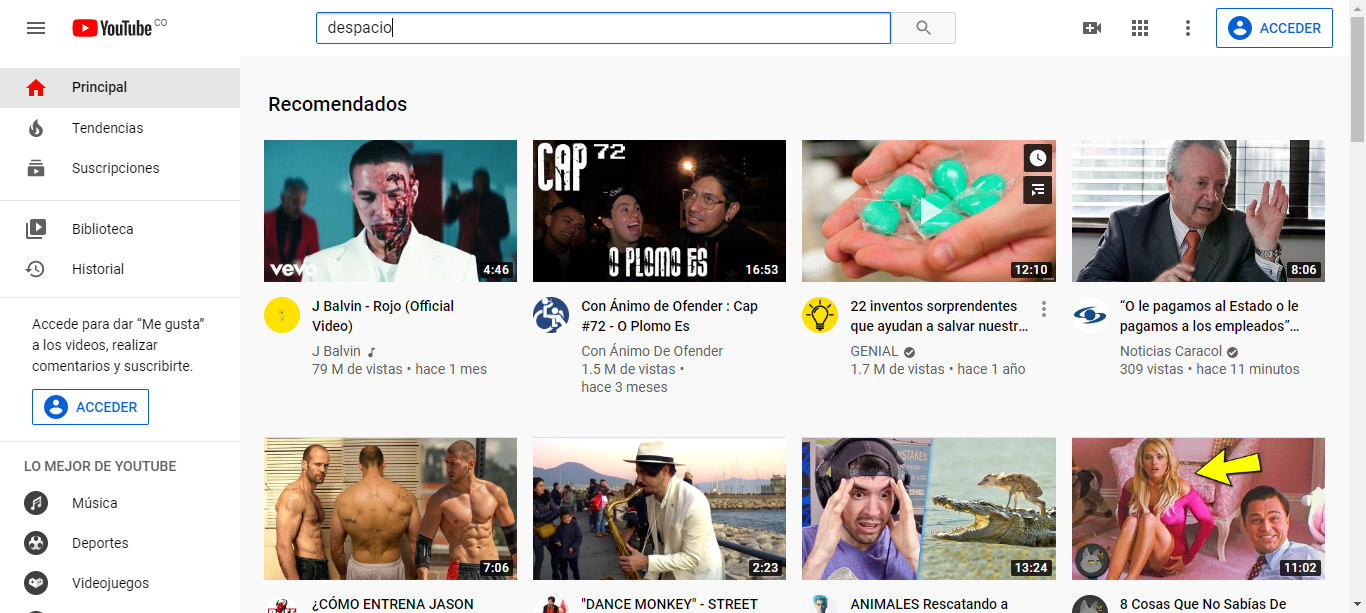 YouTube CO
despacio
ACCEDER
Principal
Tendencias
Suscripciones
Biblioteca
Historial
Accede para dar “Me gusta”
a los videos, realizar
comentarios y suscribirte.
ACCEDER
LO MEJOR DE YOUTUBE
Música
Deportes
Videojuegos
Recomendados
vevo
4:46
CAP 72
O PLOMO ES
16:53
12:10
8:06
J Balvin - Rojo (Official
Video)
J Balvin
79 M de vistas • hace 1 mes
Con Ánimo de Ofender : Cap
#72 - O Plomo Es
Con Ánimo De Ofender
1.5 M de vistas •
hace 3 meses
22 inventos sorprendentes
que ayudan a salvar nuestr...
GENIAL
1.7 M de vistas • hace 1 año
“O le pagamos al Estado o le
pagamos a los empleados”...
Noticias Caracol
309 vistas • hace 11 minutos
7:06
2:23
13:24
11:02
¿CÓMO ENTRENA JASON
"DANCE MONKEY" - STREET
ANIMALES Rescatando a
8 Cosas Que No Sabías De